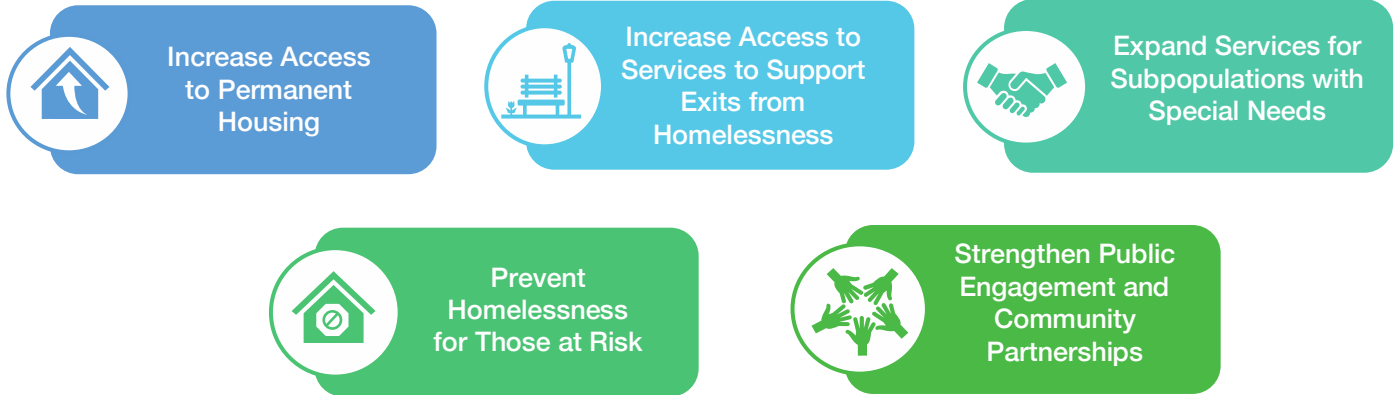 Increase Access
to Permanent
Housing
Increase Access to
Services to Support
Exits from
Homelessness
Expand Services for
Subpopulations with
Special Needs
Prevent
Homelessness
for Those at Risk
Strengthen Public
Engagement and
Community
Partnerships